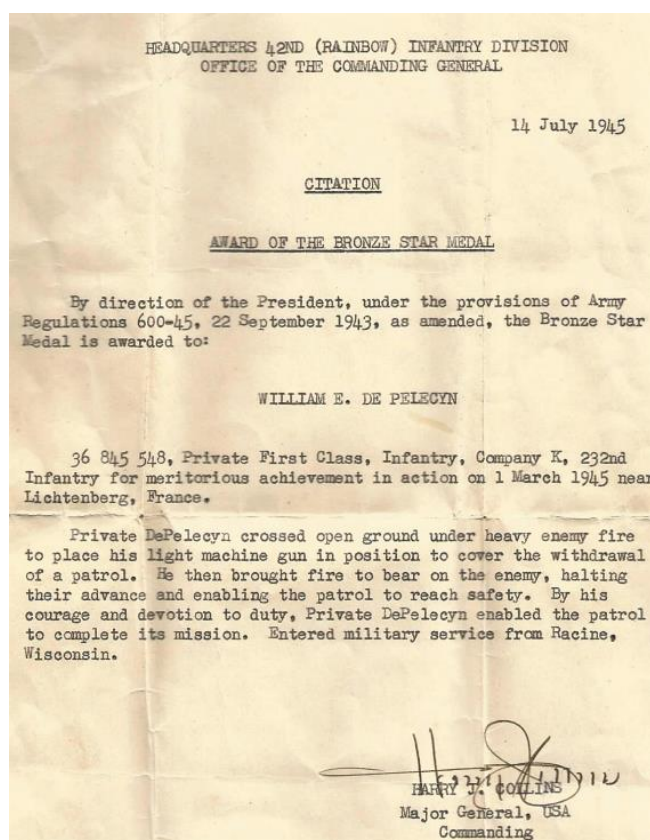 HEADQUARTERS 42ND (RAINBOW) INFANTRY DIVISION
OFFICE OF THE COMMANDING GENERAL
14 July 1945
CITATION
AWARD OF THE BRONZE STAR MEDAL
By direction of the President, under the provisions of Army
Regulations 600-45, 22 September 1943, as amended, the Bronze Star
Medal is awarded to:
WILLIAM E. DE PELECYN
36 845 548, Private First Class, Infantry, Company K, 232nd
Infantry for meritorious achievement in action on 1 March 1945 near
Lichtenberg, France.
Private DePelecyn crossed open ground under heavy enemy fire
to place his light machine gun in position to cover the withdrawal
of a patrol. He then brought fire to bear on the enemy, halting
their advance and enabling the patrol to reach safety. By his
courage and devotion to duty, Private DePelecyn enabled the patrol
to complete its mission. Entered military service from Racine,
Wisconsin.
HARRY J. COLLINS
Major General, USA
Commanding